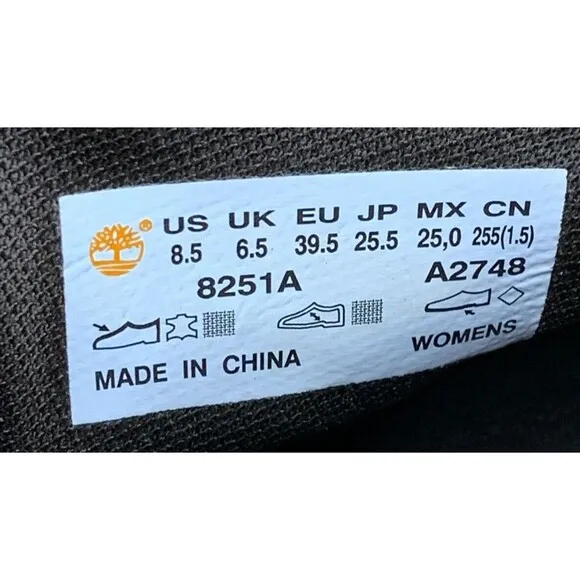 ® US UK EU JP MX CN
8.5 6.5 39.5 25.5 25,0 255(1.5)
8251A A2748
MADE IN CHINA WOMENS